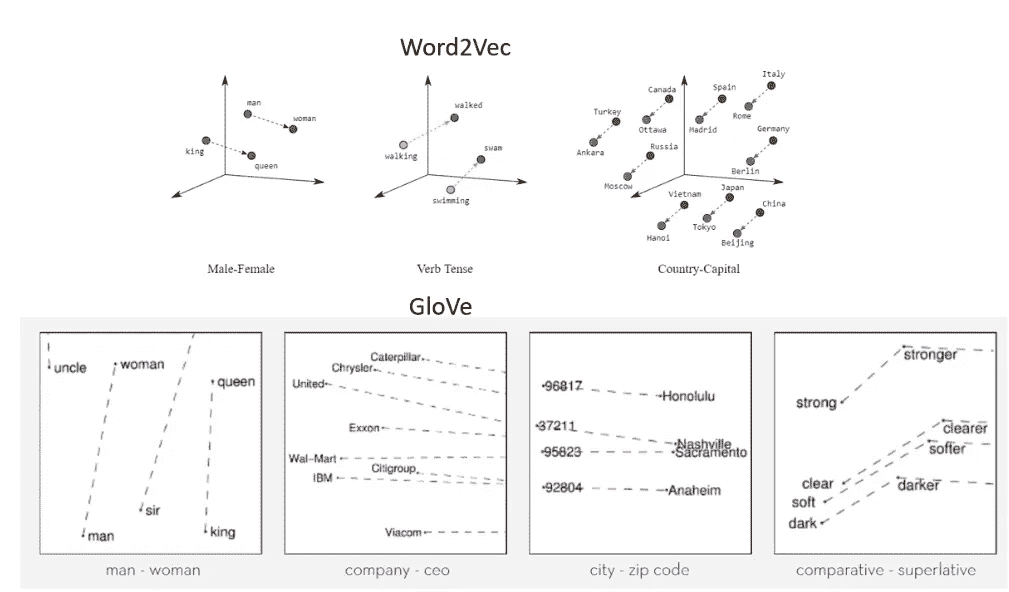 Word2Vec
man
woman
king
queen
Male-Female
walked
swam
walking
swimming
Verb Tense
Canada
Spain
Italy
Turkey
Ottawa
Madrid
Rome
Ankara
Russia
Germany
Moscow
Berlin
Vietnam
Japan
China
Hanoi
Tokyo
Beijing
Country-Capital
GloVe
uncle
woman
queen
sir
man
king
man - woman
Caterpillar
Chrysler
United
Exxon
Wal-Mart
Citigroup
IBM
Viacom
company - ceo
96817
Honolulu
37211
Nashville
95823
Sacramento
92804
Anaheim
city - zip code
stronger
strong
clearer
softer
clear
darker
soft
dark
comparative - superlative